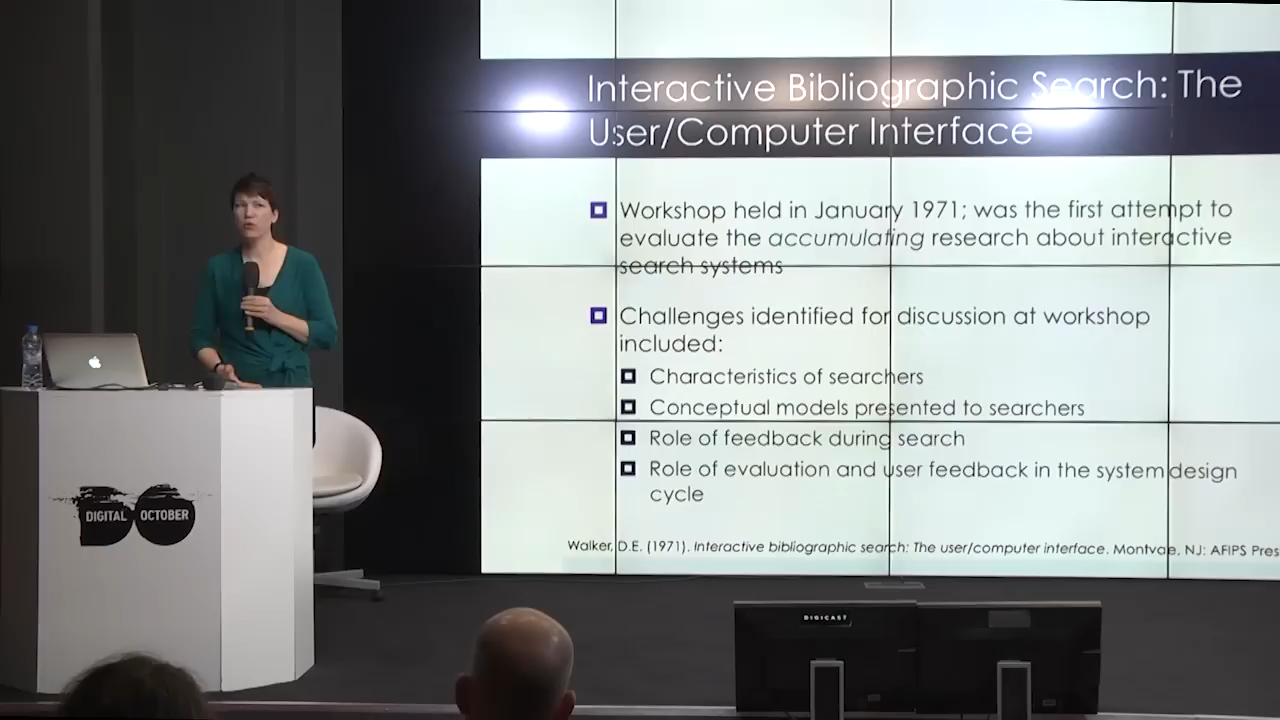 Interactive Bibliographic Search: The
User/Computer Interface
Workshop held in January 1971; was the first attempt to
evaluate the accumulating research about interactive
search systems
Challenges identified for discussion at workshop
included:
Characteristics of searchers
Conceptual models presented to searchers
Role of feedback during search
Role of evaluation and user feedback in the system design
cycle
Walker, D.E. (1971). Interactive bibliographic search: The user/computer interface. Montvae, NJ: AFIPS Pres
DIGITAL OCTOBER
DIGICAST